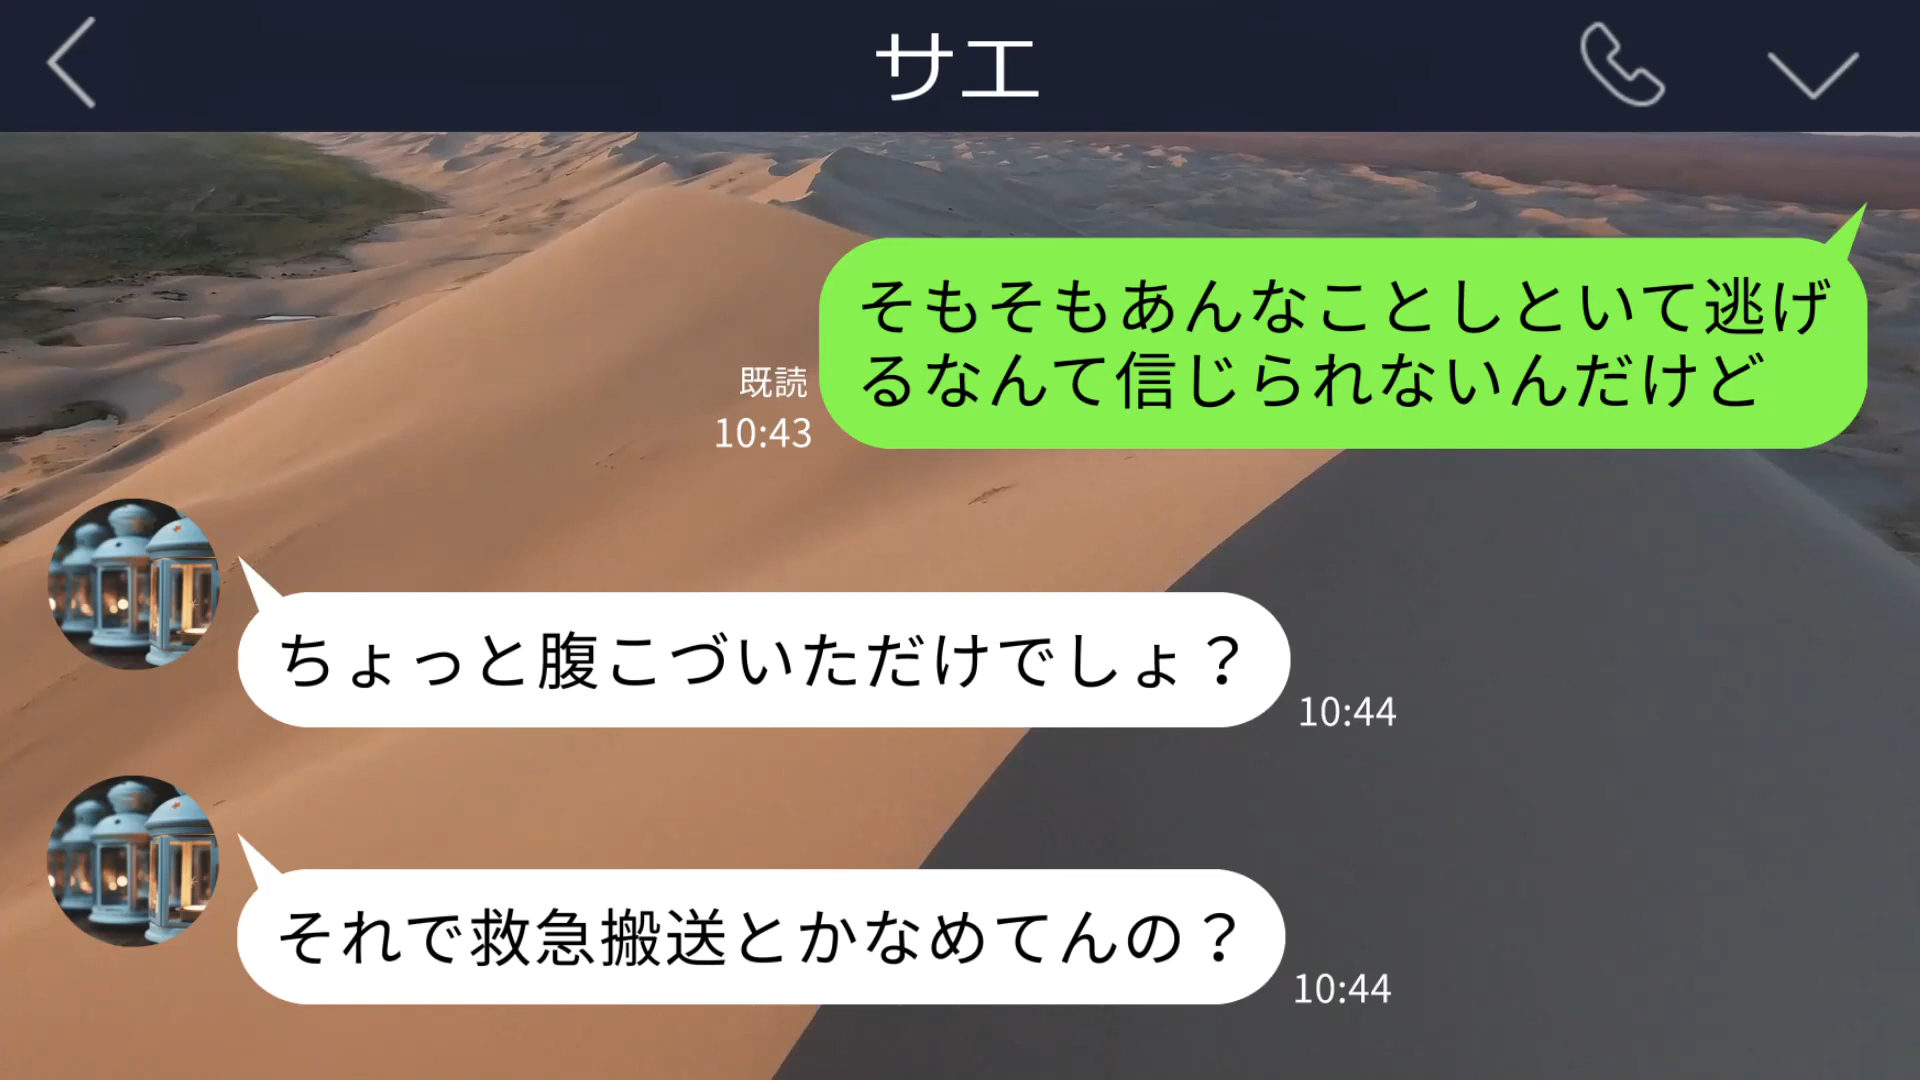 サエ
そもそもあんなことしといて逃げ
るなんて信じられないんだけど
既読
10:43
ちょっと腹こづいただけでしょ？
10:44
それで救急搬送とかなめてんの？
10:44